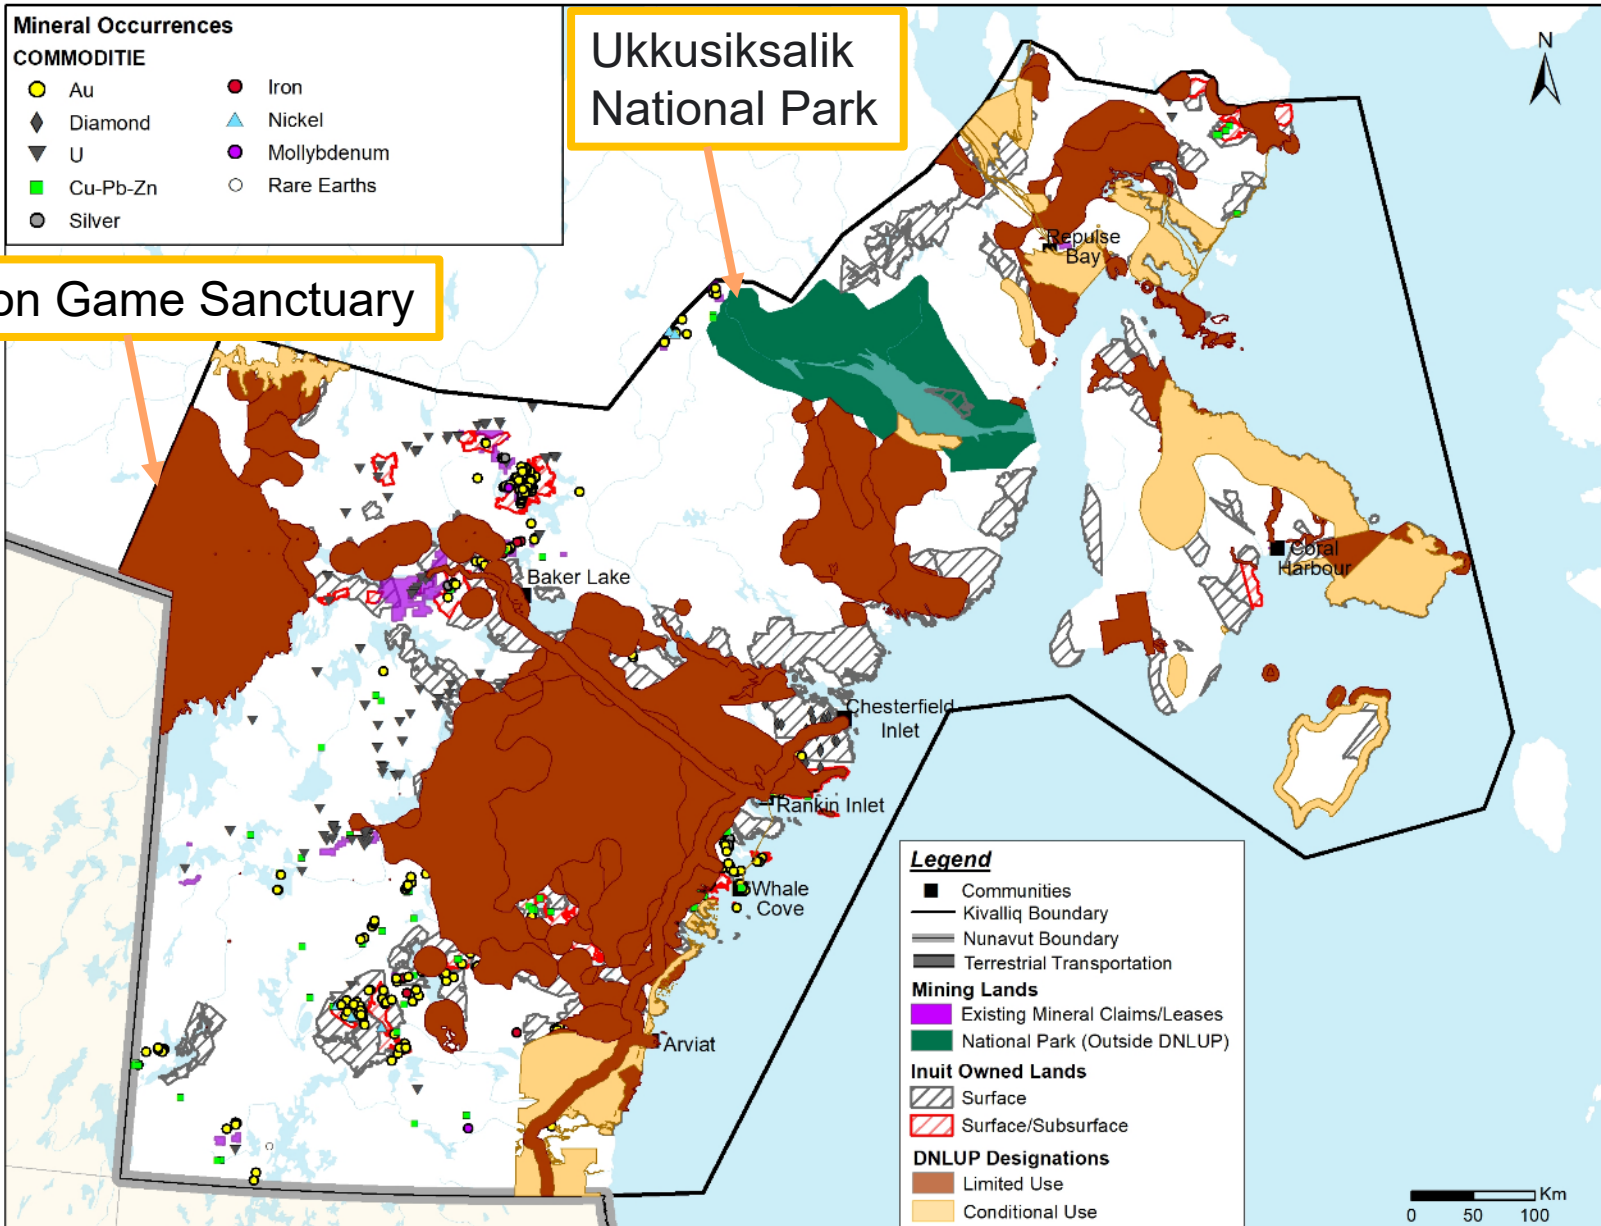 Mineral Occurrences
COMMODITIE
Au
Diamond
U
Cu-Pb-Zn
Silver
Iron
Nickel
Mollybdenum
Rare Earths
Ukkusiksalik
National Park
on Game Sanctuary
N
Repulse
Bay
Baker Lake
Coral
Harbour
Chesterfield
Inlet
Rankin Inlet
Whale
Cove
Arviat
Legend
Communities
Kivalliq Boundary
Nunavut Boundary
Terrestrial Transportation
Mining Lands
Existing Mineral Claims/Leases
National Park (Outside DNLUP)
Inuit Owned Lands
Surface
Surface/Subsurface
DNLUP Designations
Limited Use
Conditional Use
Km
0 50 100